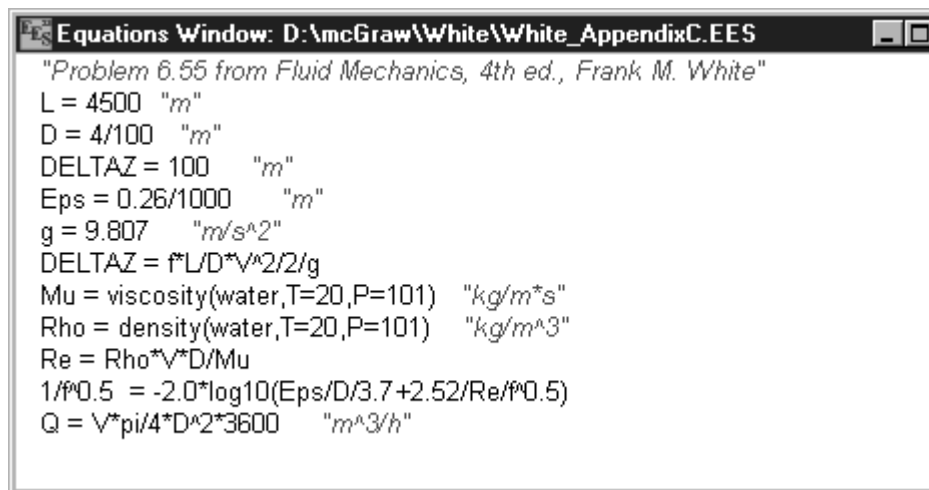 EES Equations Window: D:\mcGraw\White\White_AppendixC.EES
"Problem 6.55 from Fluid Mechanics, 4th ed., Frank M. White"
L = 4500 "m"
D = 4/100 "m"
DELTAZ = 100 "m"
Eps = 0.26/1000 "m"
g = 9.807 "m/s^2"
DELTAZ = f*L/D*V^2/2/g
Mu = viscosity(water,T=20,P=101) "kg/m*s"
Rho = density(water,T=20,P=101) "kg/m^3"
Re = Rho*V*D/Mu
1/f^0.5 = -2.0*log10(Eps/D/3.7+2.52/Re/f^0.5)
Q = V*pi/4*D^2*3600 "m^3/h"